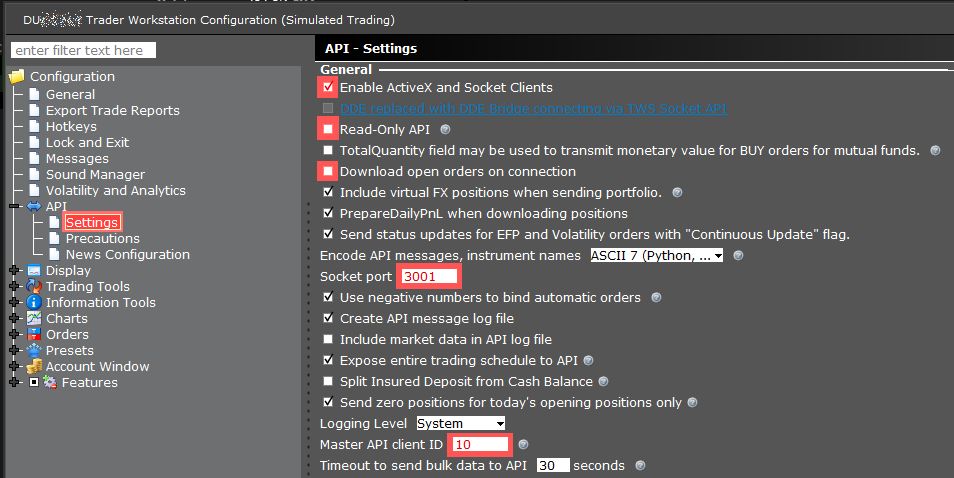 DU Trader Workstation Configuration (Simulated Trading)
enter filter text here
Configuration
General
Export Trade Reports
Hotkeys
Lock and Exit
Messages
Sound Manager
Volatility and Analytics
API
Settings
Precautions
News Configuration
Display
Trading Tools
Information Tools
Charts
Orders
Presets
Account Window
Features
API - Settings
General
Enable ActiveX and Socket Clients
DDE replaced with DDE Bridge connecting via TWS Socket API
Read-Only API
TotalQuantity field may be used to transmit monetary value for BUY orders for mutual funds.
Download open orders on connection
Include virtual FX positions when sending portfolio.
PrepareDailyPnL when downloading positions
Send status updates for EFP and Volatility orders with "Continuous Update" flag.
Encode API messages, instrument names ASCII 7 (Python, ...
Socket port 3001
Use negative numbers to bind automatic orders
Create API message log file
Include market data in API log file
Expose entire trading schedule to API
Split Insured Deposit from Cash Balance
Send zero positions for today's opening positions only
Logging Level System
Master API client ID 10
Timeout to send bulk data to API 30 seconds